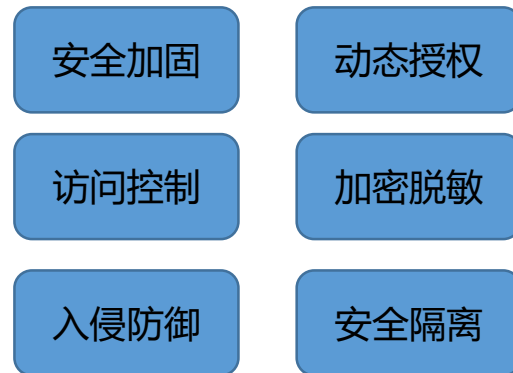 安全加固
动态授权
访问控制
加密脱敏
入侵防御
安全隔离